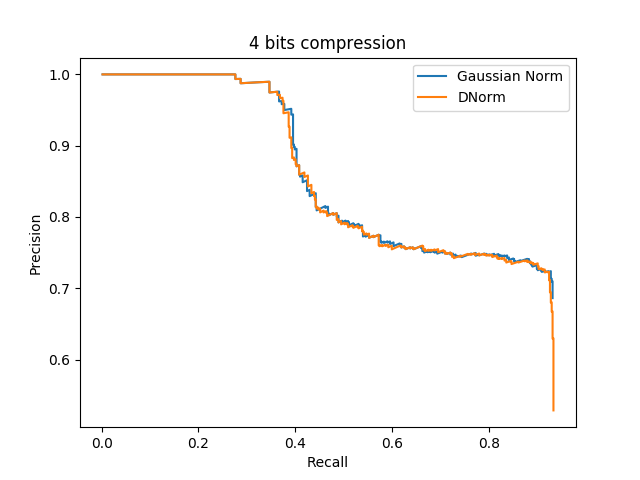 4 bits compression
Gaussian Norm
DNorm
1.0
0.9
0.8
0.7
0.6
Precision
0.0 0.2 0.4 0.6 0.8
Recall